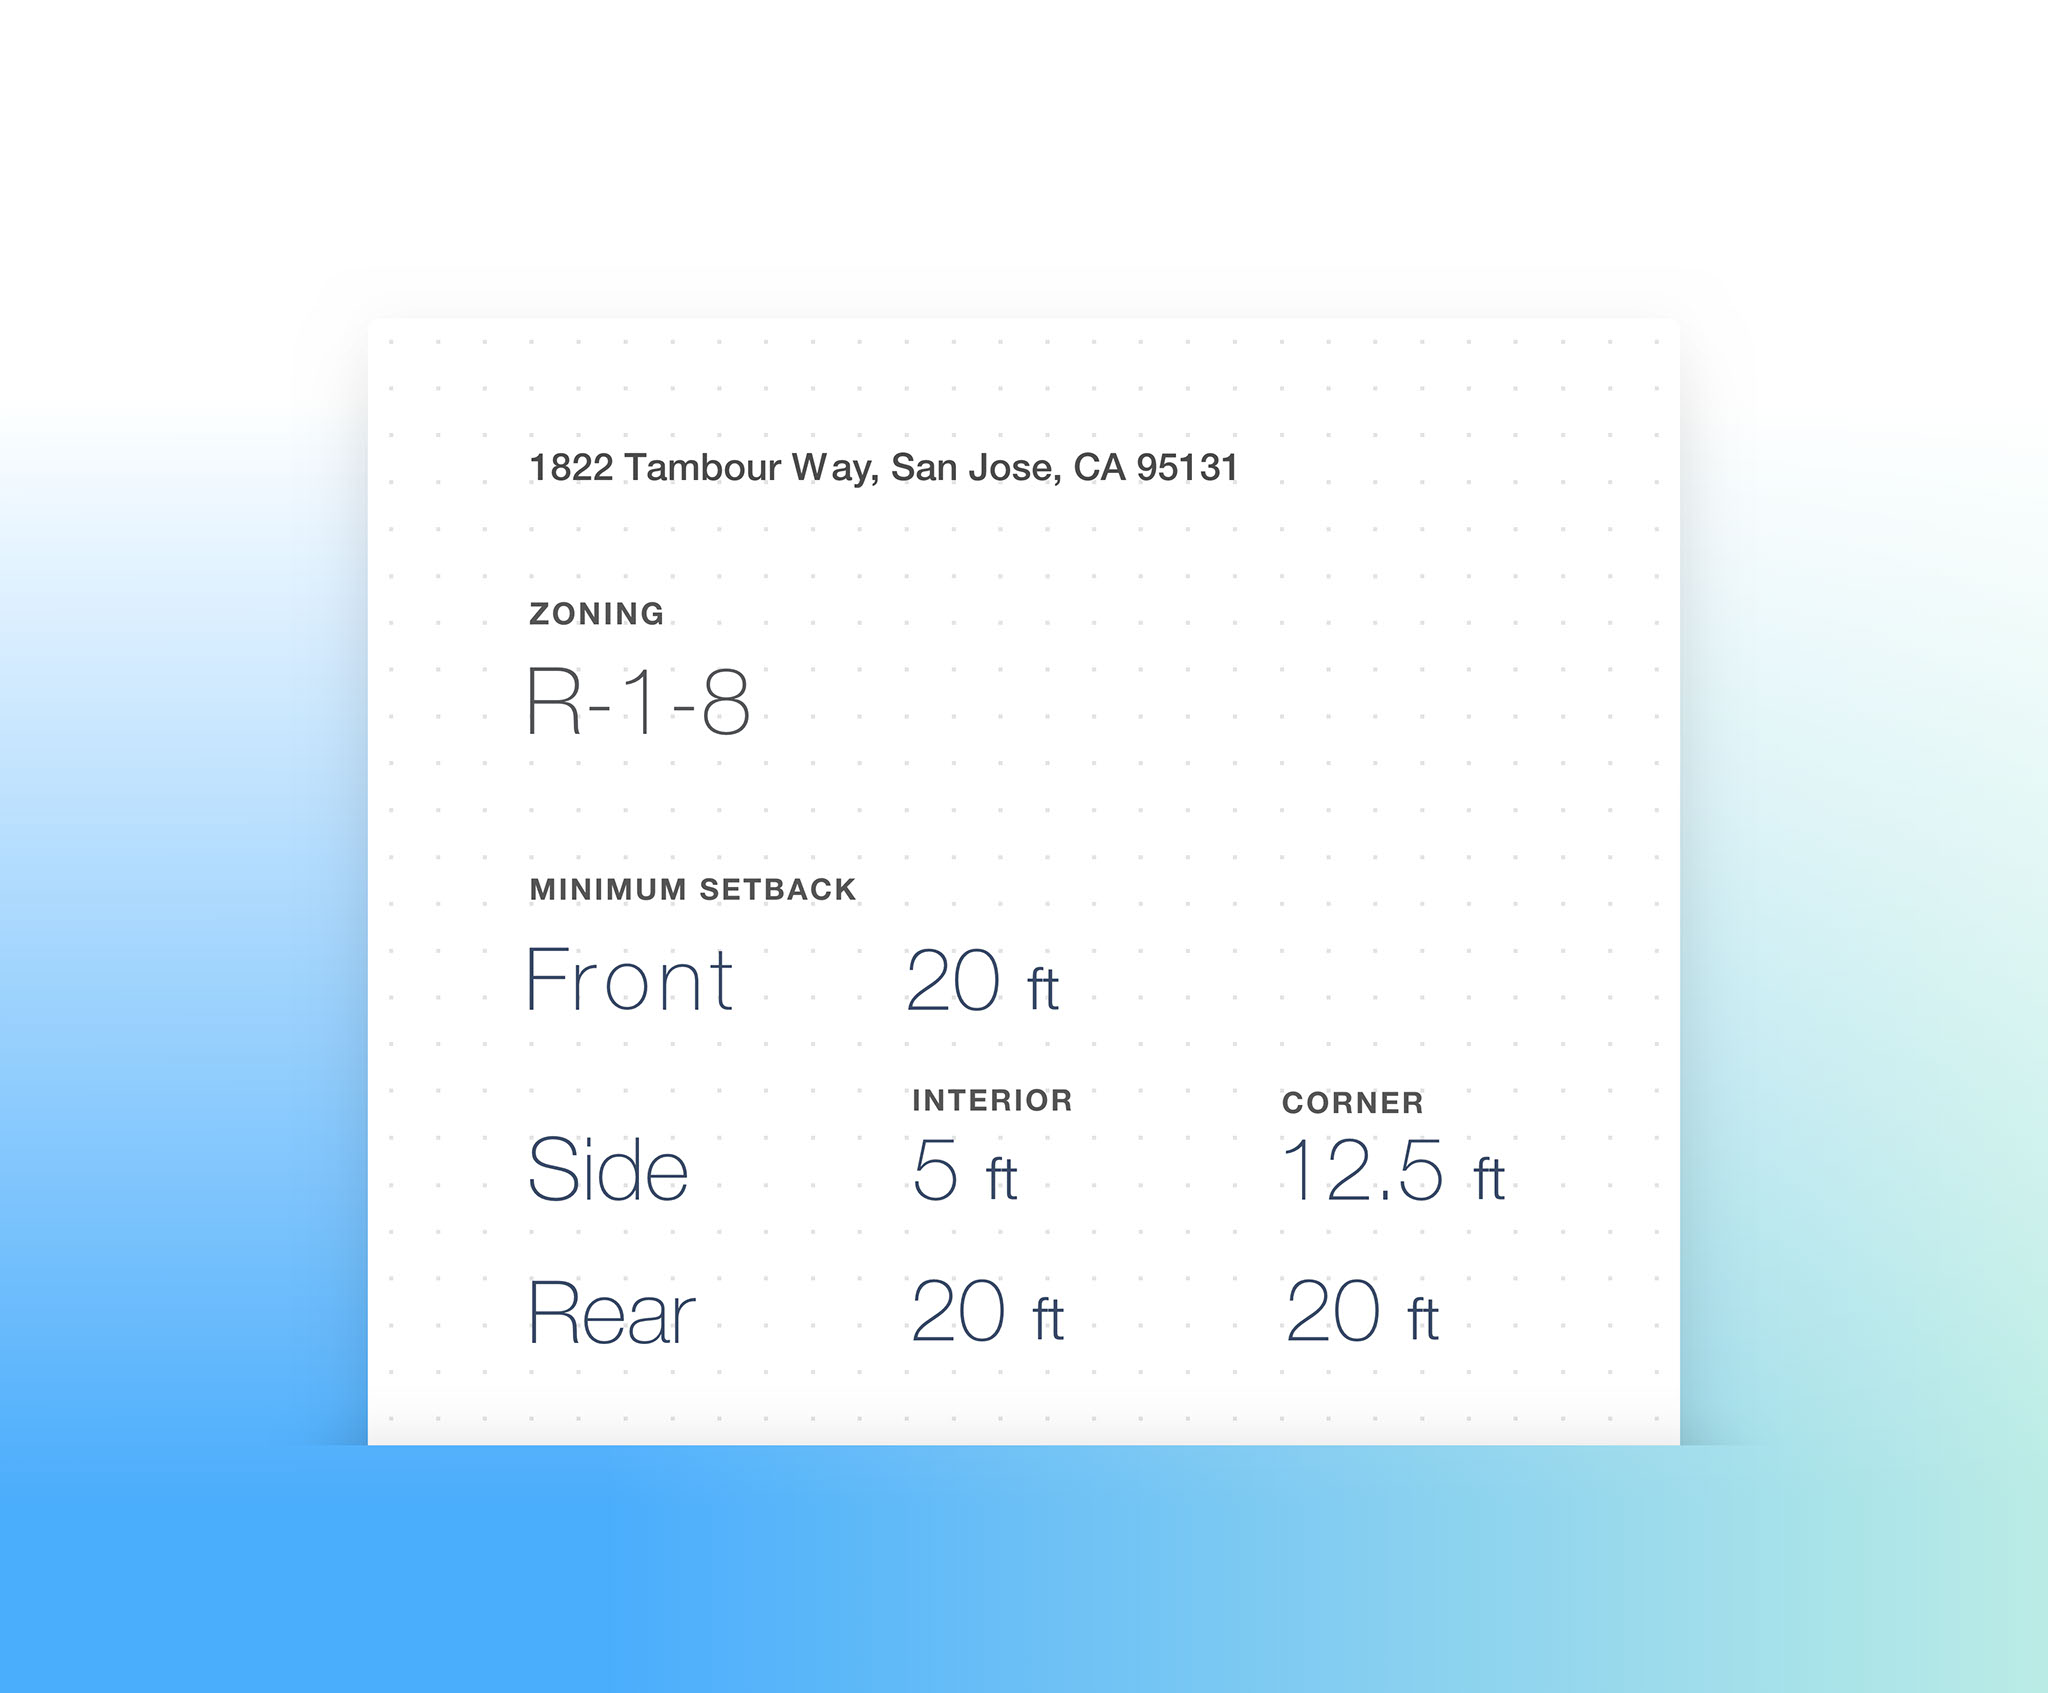 1822 Tambour Way, San Jose, CA 95131
ZONING
R-1-8
MINIMUM SETBACK
Front 20 ft
INTERIOR CORNER
Side 5 ft 12.5 ft
Rear 20 ft 20 ft